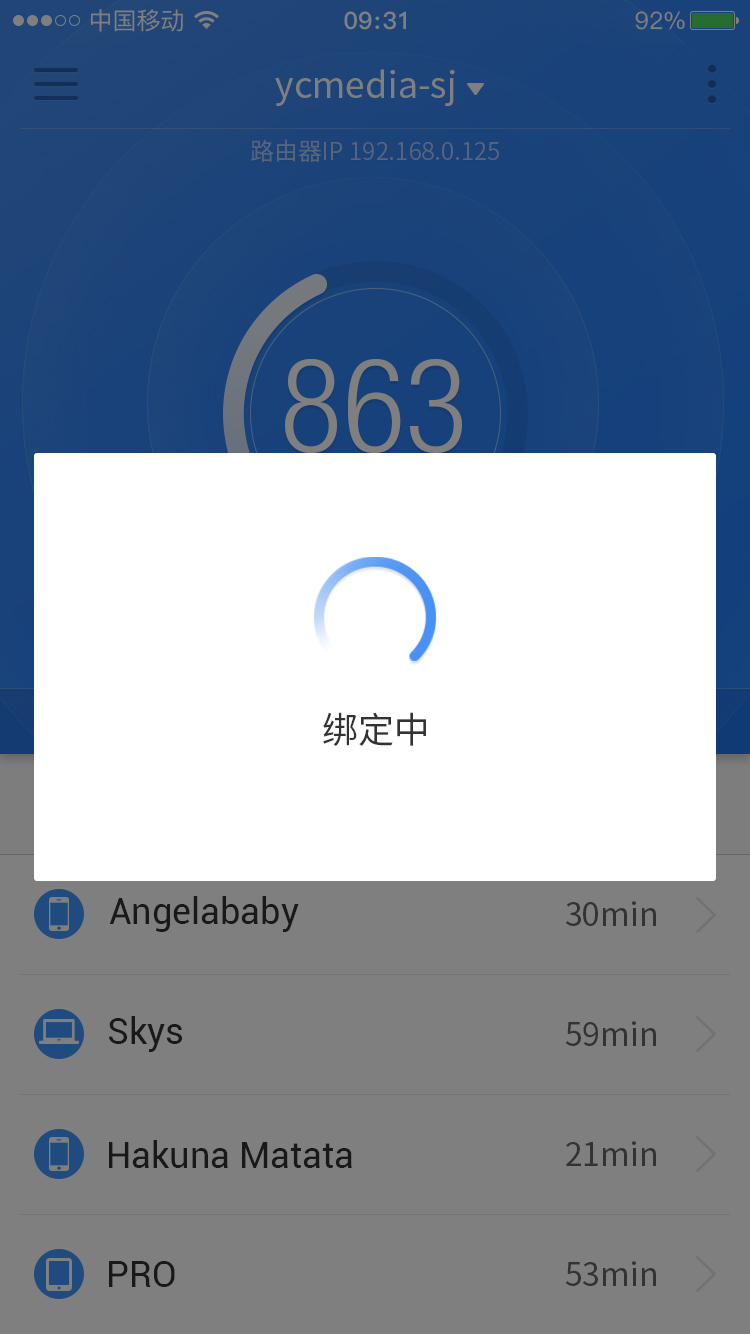 中国移动 09:31 92%
ycmedia-sj
路由器IP 192.168.0.125
863
绑定中
Angelababy 30min
Skys 59min
Hakuna Matata 21min
PRO 53min